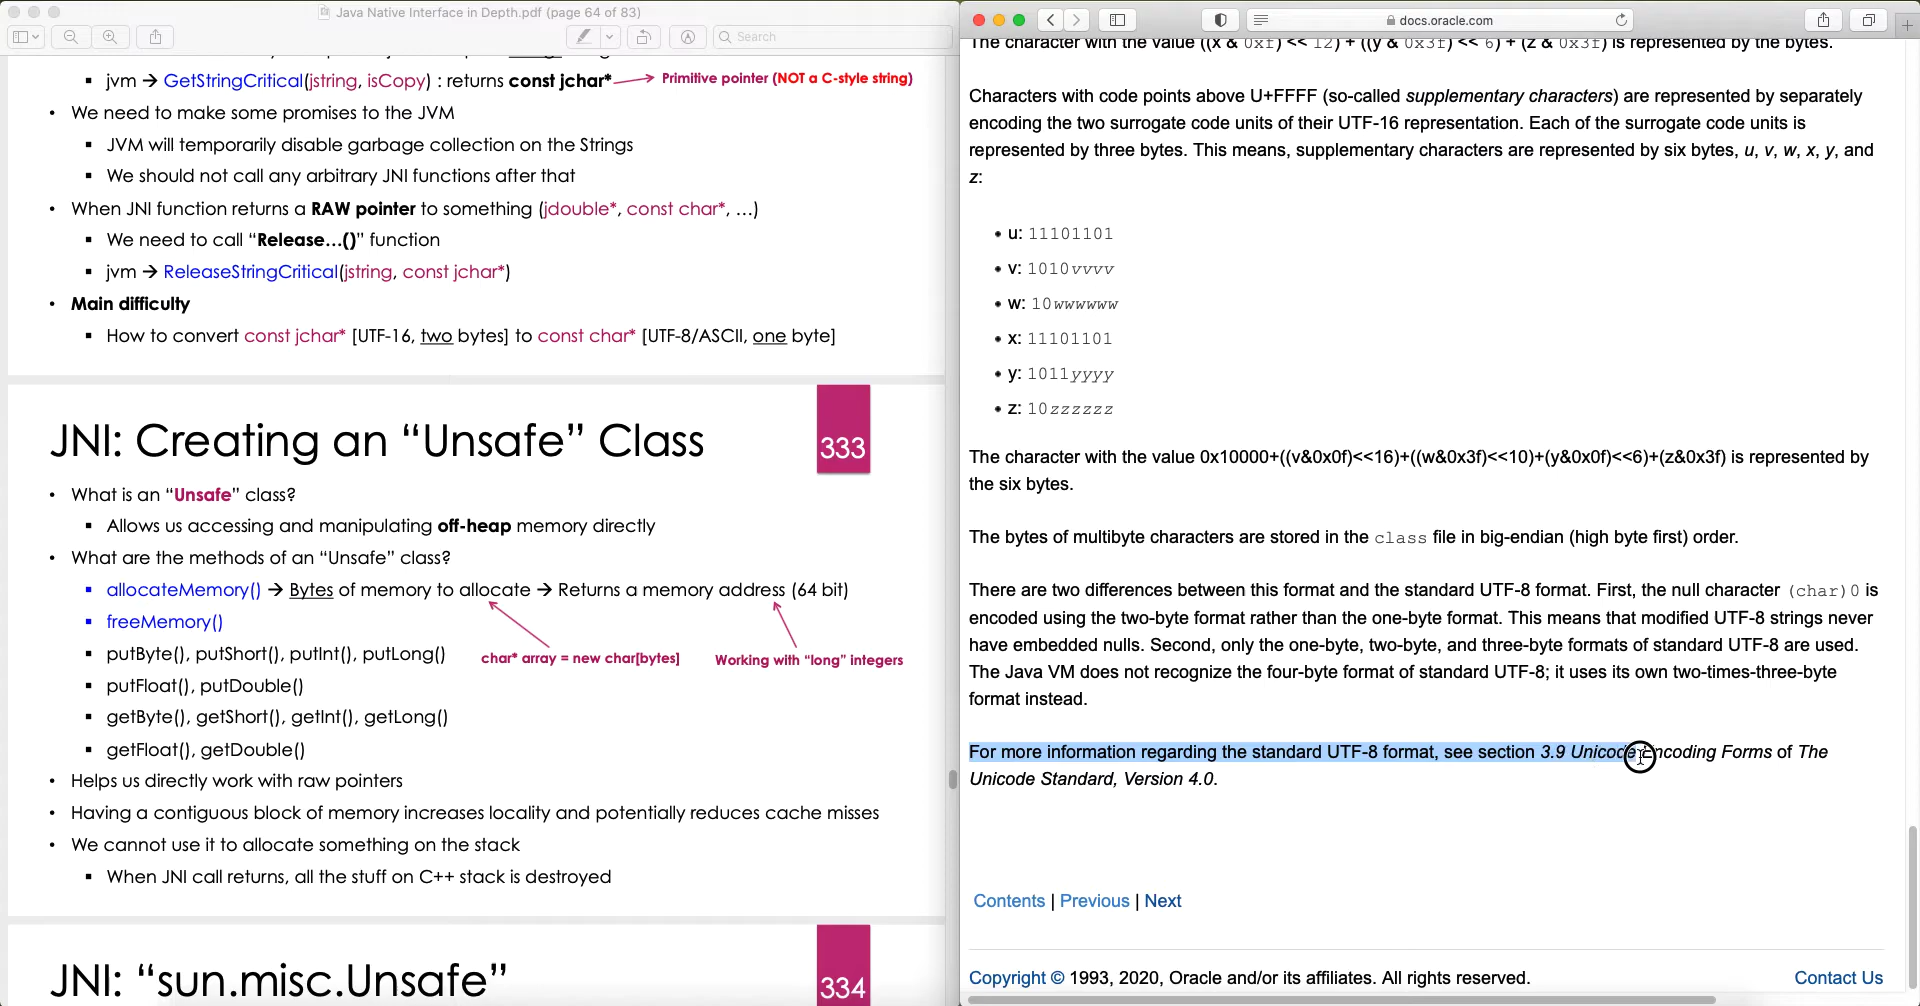 Java Native Interface in Depth.pdf (page 64 of 83)
Search
▪ jvm → GetStringCritical(jstring, isCopy) : returns const jchar*
Primitive pointer (NOT a C-style string)
• We need to make some promises to the JVM
▪ JVM will temporarily disable garbage collection on the Strings
▪ We should not call any arbitrary JNI functions after that
• When JNI function returns a RAW pointer to something (jdouble*, const char*, …)
▪ We need to call “Release…()” function
▪ jvm → ReleaseStringCritical(jstring, const jchar*)
• Main difficulty
▪ How to convert const jchar* [UTF-16, two bytes] to const char* [UTF-8/ASCII, one byte]
JNI: Creating an “Unsafe” Class
333
• What is an “Unsafe” class?
▪ Allows us accessing and manipulating off-heap memory directly
• What are the methods of an “Unsafe” class?
▪ allocateMemory() → Bytes of memory to allocate → Returns a memory address (64 bit)
▪ freeMemory()
▪ putByte(), putShort(), putInt(), putLong()
char* array = new char[bytes]
Working with “long” integers
▪ putFloat(), putDouble()
▪ getByte(), getShort(), getInt(), getLong()
▪ getFloat(), getDouble()
• Helps us directly work with raw pointers
• Having a contiguous block of memory increases locality and potentially reduces cache misses
• We cannot use it to allocate something on the stack
▪ When JNI call returns, all the stuff on C++ stack is destroyed
JNI: “sun.misc.Unsafe”
334
docs.oracle.com
The character with the value ((x & 0xf) << 12) + ((y & 0x3f) << 6) + (z & 0x3f) is represented by the bytes.
Characters with code points above U+FFFF (so-called supplementary characters) are represented by separately
encoding the two surrogate code units of their UTF-16 representation. Each of the surrogate code units is
represented by three bytes. This means, supplementary characters are represented by six bytes, u, v, w, x, y, and
z:
• u: 11101101
• v: 1010vvvv
• w: 10wwwwww
• x: 11101101
• y: 1011yyyy
• z: 10zzzzzz
The character with the value 0x10000+((v&0x0f)<<16)+((w&0x3f)<<10)+(y&0x0f)<<6)+(z&0x3f) is represented by
the six bytes.
The bytes of multibyte characters are stored in the class file in big-endian (high byte first) order.
There are two differences between this format and the standard UTF-8 format. First, the null character (char)0 is
encoded using the two-byte format rather than the one-byte format. This means that modified UTF-8 strings never
have embedded nulls. Second, only the one-byte, two-byte, and three-byte formats of standard UTF-8 are used.
The Java VM does not recognize the four-byte format of standard UTF-8; it uses its own two-times-three-byte
format instead.
For more information regarding the standard UTF-8 format, see section 3.9 Unicode Encoding Forms of The
Unicode Standard, Version 4.0.
Contents | Previous | Next
Copyright © 1993, 2020, Oracle and/or its affiliates. All rights reserved.
Contact Us